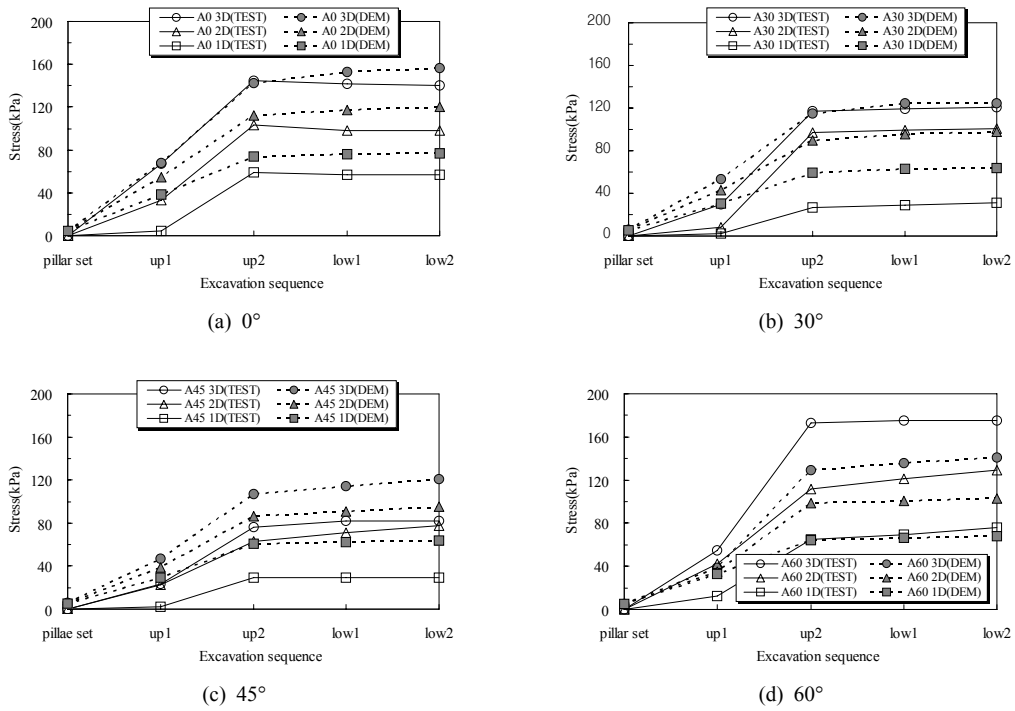 A0 3D(TEST) A0 3D(DEM)
A0 2D(TEST) A0 2D(DEM)
A0 1D(TEST) A0 1D(DEM)
200
160
120
80
40
0
Stress(kPa)
pillar set up1 up2 low1 low2
Excavation sequence
(a) 0°
A30 3D(TEST) A30 3D(DEM)
A30 2D(TEST) A30 2D(DEM)
A30 1D(TEST) A30 1D(DEM)
200
160
120
80
40
0
Stress(kPa)
pillar set up1 up2 low1 low2
Excavation sequence
(b) 30°
A45 3D(TEST) A45 3D(DEM)
A45 2D(TEST) A45 2D(DEM)
A45 1D(TEST) A45 1D(DEM)
200
160
120
80
40
0
Stress(kPa)
pillae set up1 up2 low1 low2
Excavation sequence
(c) 45°
200
160
120
80
40
0
Stress(kPa)
A60 3D(TEST) A60 3D(DEM)
A60 2D(TEST) A60 2D(DEM)
A60 1D(TEST) A60 1D(DEM)
pillar set up1 up2 low1 low2
Excavation sequence
(d) 60°